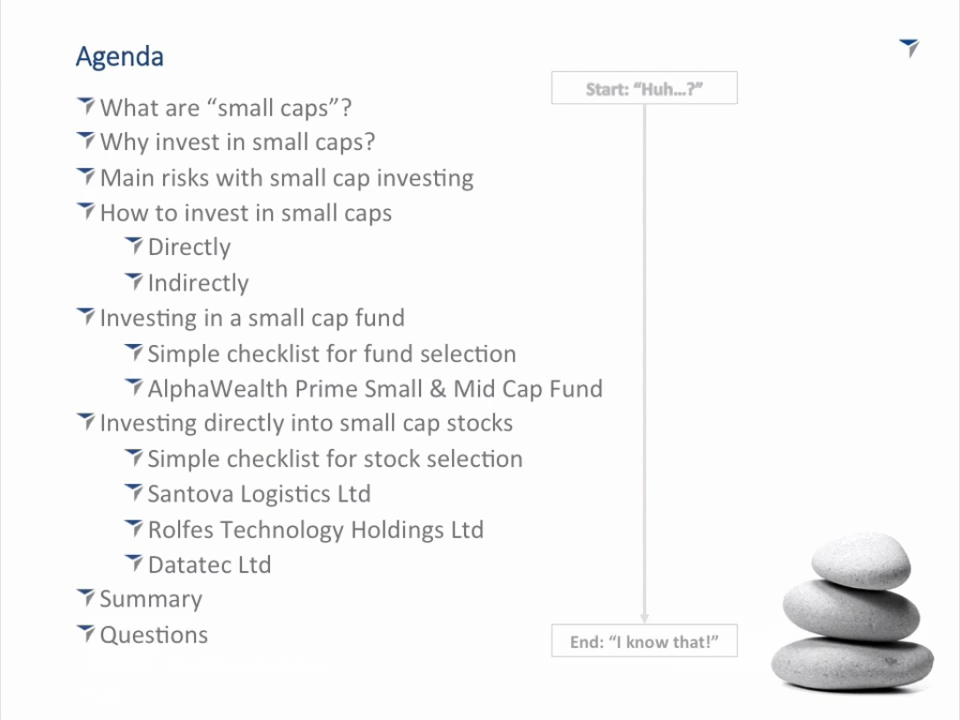 Agenda
Start: “Huh...?”
What are “small caps”?
Why invest in small caps?
Main risks with small cap investing
How to invest in small caps
Directly
Indirectly
Investing in a small cap fund
Simple checklist for fund selection
AlphaWealth Prime Small & Mid Cap Fund
Investing directly into small cap stocks
Simple checklist for stock selection
Santova Logistics Ltd
Rolfes Technology Holdings Ltd
Datatec Ltd
Summary
Questions
End: “I know that!”